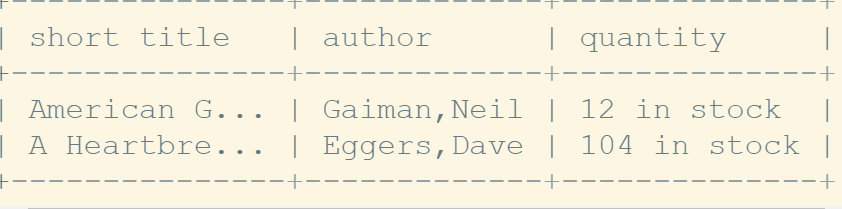 +---------------+-------------+--------------+
| short title   | author      | quantity     |
+---------------+-------------+--------------+
| American G... | Gaiman,Neil | 12 in stock  |
| A Heartbre... | Eggers,Dave | 104 in stock |
+---------------+-------------+--------------+